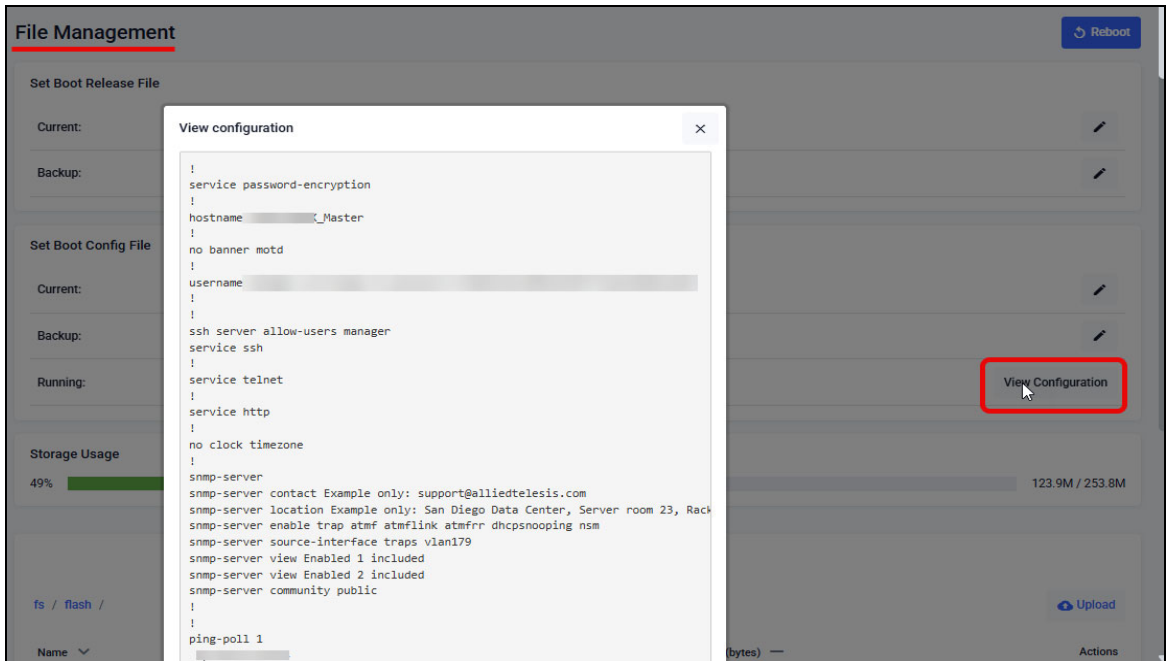 File Management
Reboot
Set Boot Release File
Current:
Backup:
Set Boot Config File
Current:
Backup:
Running:
View Configuration
Storage Usage
49%
123.9M / 253.8M
fs / flash /
Upload
Name
(bytes)
Actions
View configuration
!
service password-encryption
!
hostname _Master
!
no banner motd
!
username
!
!
ssh server allow-users manager
service ssh
!
service telnet
!
service http
!
no clock timezone
!
snmp-server
snmp-server contact Example only: support@alliedtelesis.com
snmp-server location Example only: San Diego Data Center, Server room 23, Rack
snmp-server enable trap atmf atmflink atmfrr dhcpsnooping nsm
snmp-server source-interface traps vlan179
snmp-server view Enabled 1 included
snmp-server view Enabled 2 included
snmp-server community public
!
!
ping-poll 1